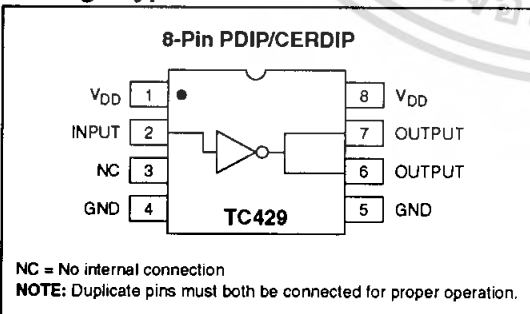 8-Pin PDIP/CERDIP
VDD 1 8 VDD
INPUT 2 7 OUTPUT
NC 3 6 OUTPUT
GND 4 5 GND
TC429
NC = No internal connection
NOTE: Duplicate pins must both be connected for proper operation.